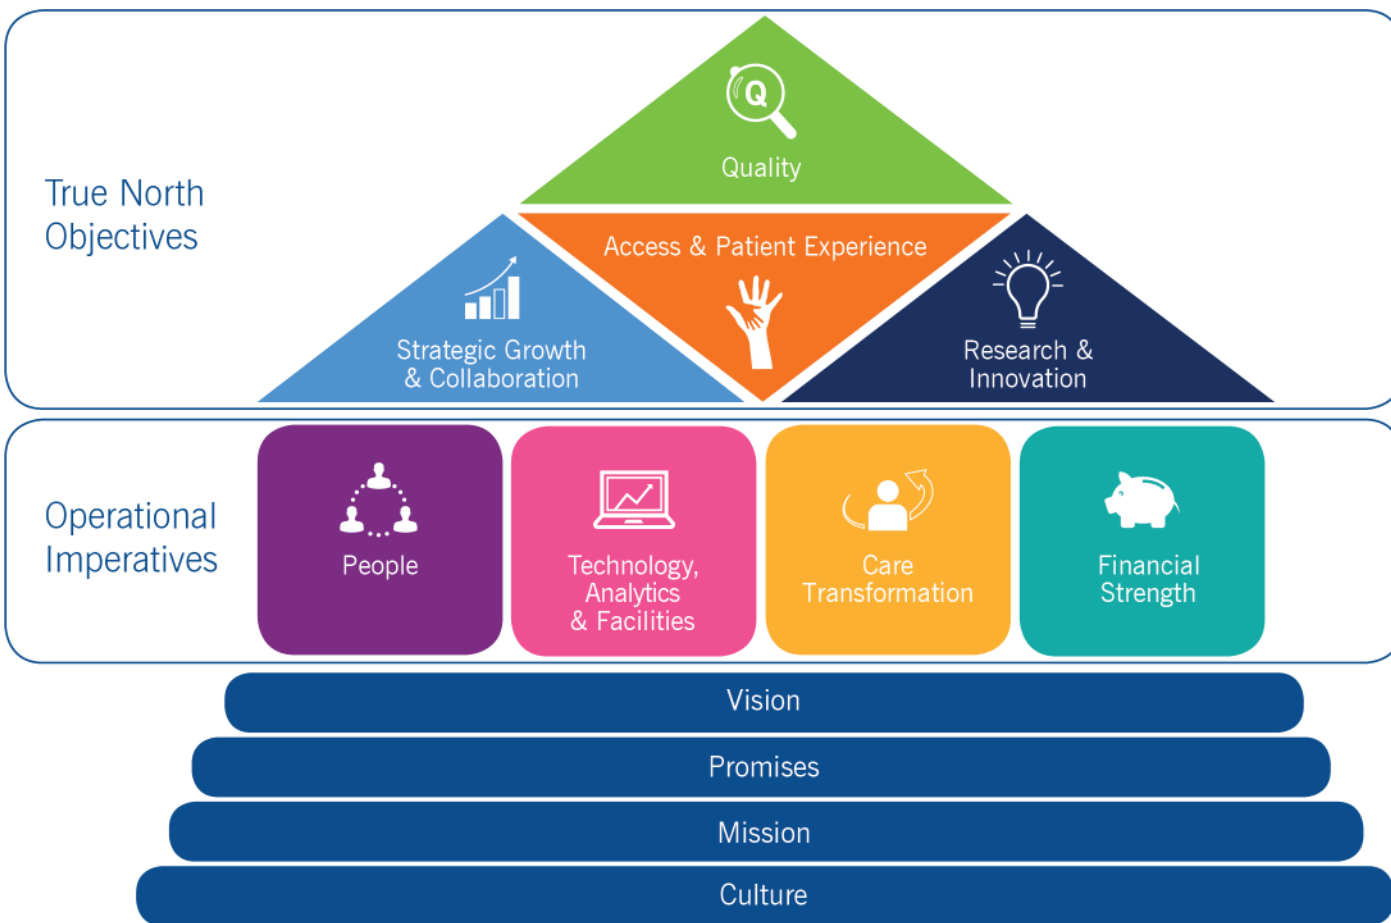 Q
Quality
True North
Objectives
Access & Patient Experience
Strategic Growth
& Collaboration
Research &
Innovation
Operational
Imperatives
People
Technology,
Analytics
& Facilities
Care
Transformation
Financial
Strength
Vision
Promises
Mission
Culture